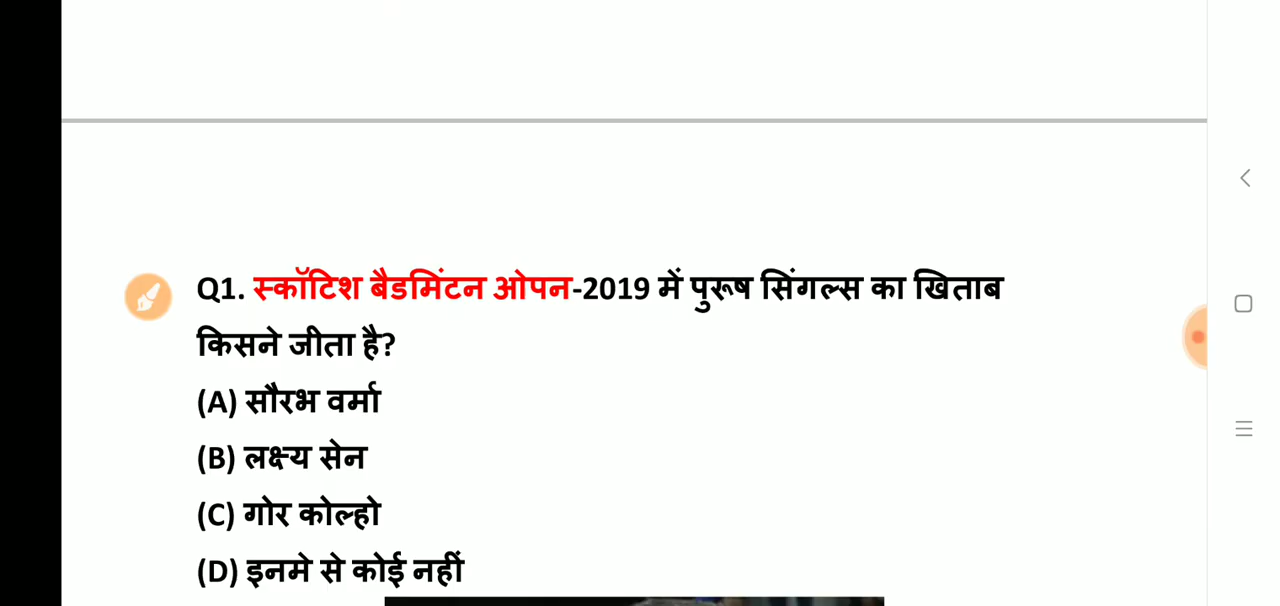 Q1. स्कॉटिश बैडमिंटन ओपन-2019 में पुरूष सिंगल्स का खिताब
किसने जीता है?
(A) सौरभ वर्मा
(B) लक्ष्य सेन
(C) गोर कोल्हो
(D) इनमे से कोई नहीं